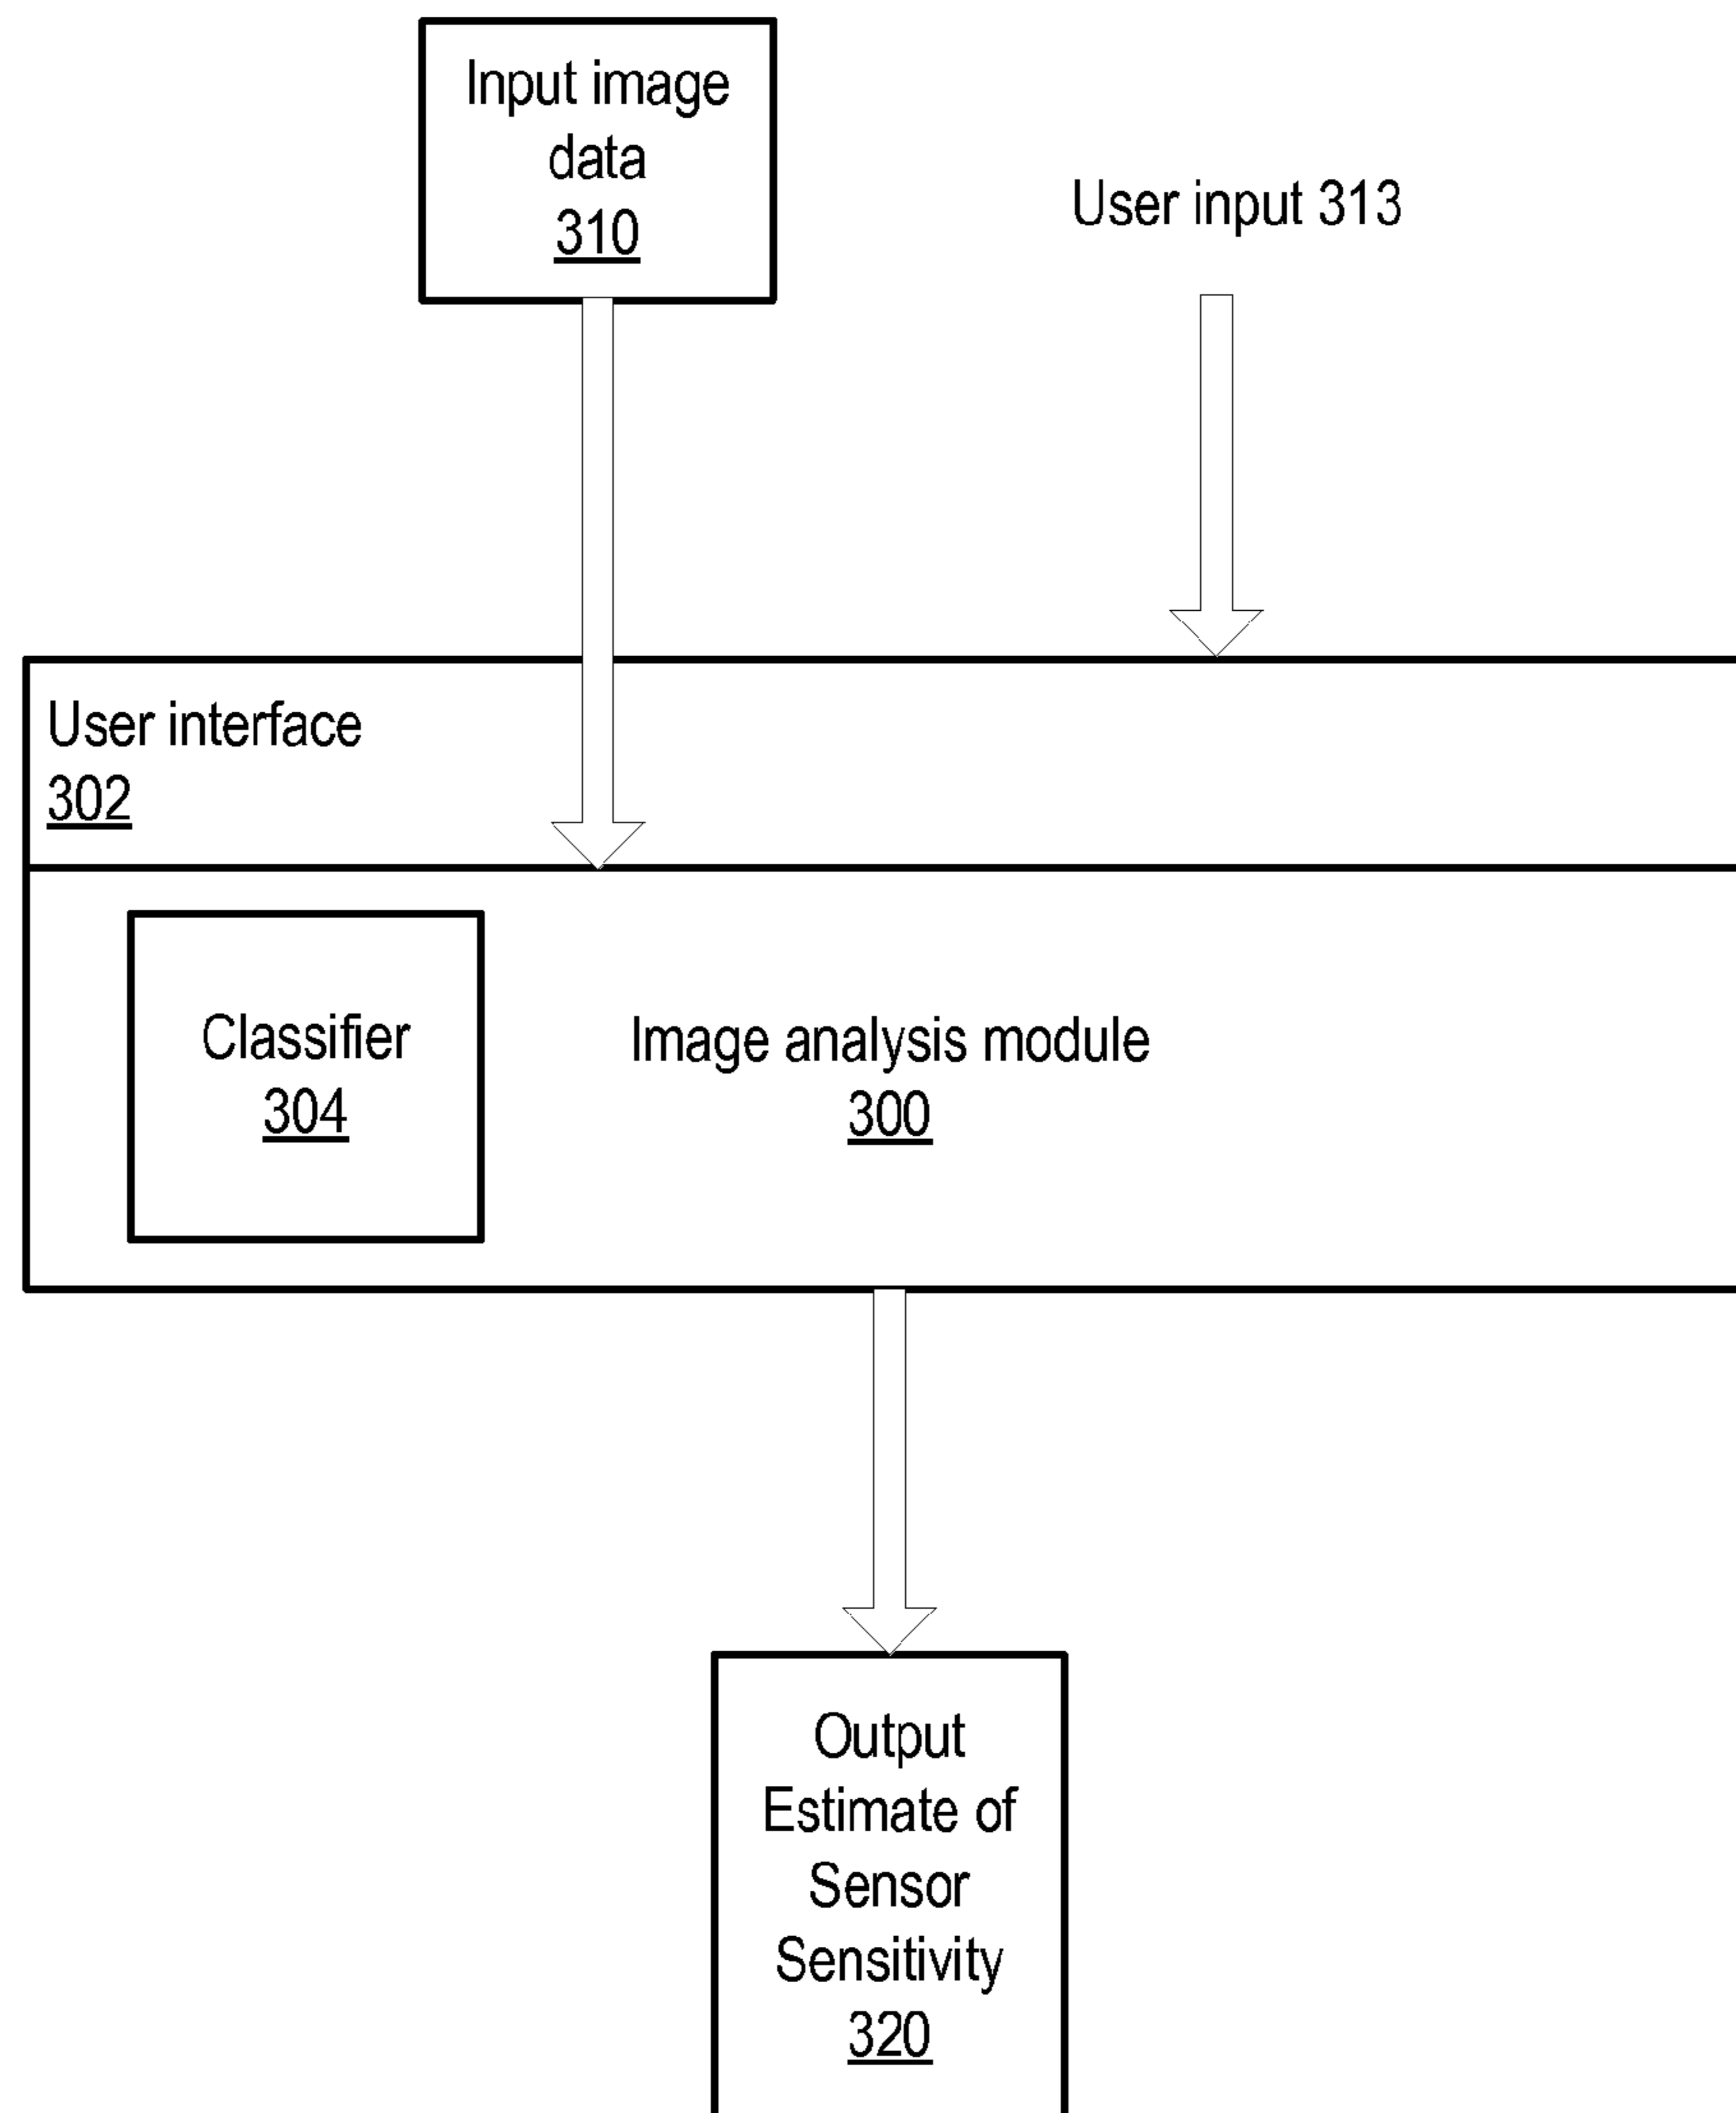 Input image
data
310
User input 313
User interface
302
Classifier
304
Image analysis module
300
Output
Estimate of
Sensor
Sensitivity
320